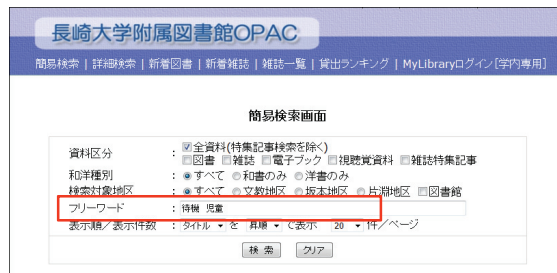 長崎大学附属図書館OPAC
簡易検索 | 詳細検索 | 新着図書 | 新着雑誌 | 雑誌一覧 | 貸出ランキング | MyLibraryログイン[学内専用]
簡易検索画面
資料区分 : 全資料(特集記事検索を除く)
図書 雑誌 電子ブック 視聴覚資料 雑誌特集記事
和洋種別 : すべて 和書のみ 洋書のみ
検索対象地区 : すべて 文教地区 坂本地区 片淵地区 図書館
フリーワード : 待機 児童
表示順/表示件数 : タイトル を 昇順 で表示 20 件/ページ
検索 クリア